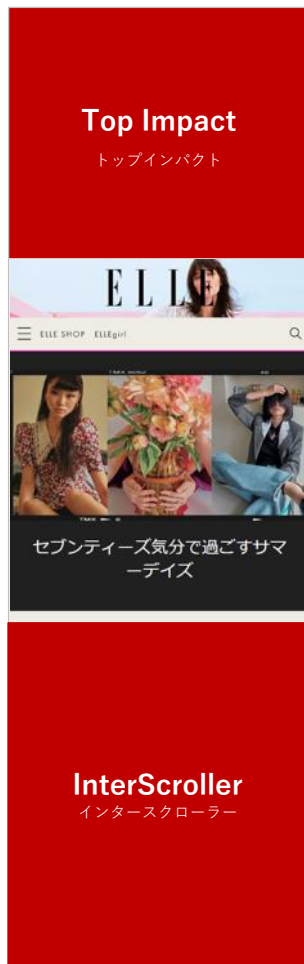 Top Impact
トップインパクト
ELLE
ELLE SHOP ELLEgirl
セブンティーズ気分で過ごすサマ
ーデイズ
InterScroller
インタースクローラー